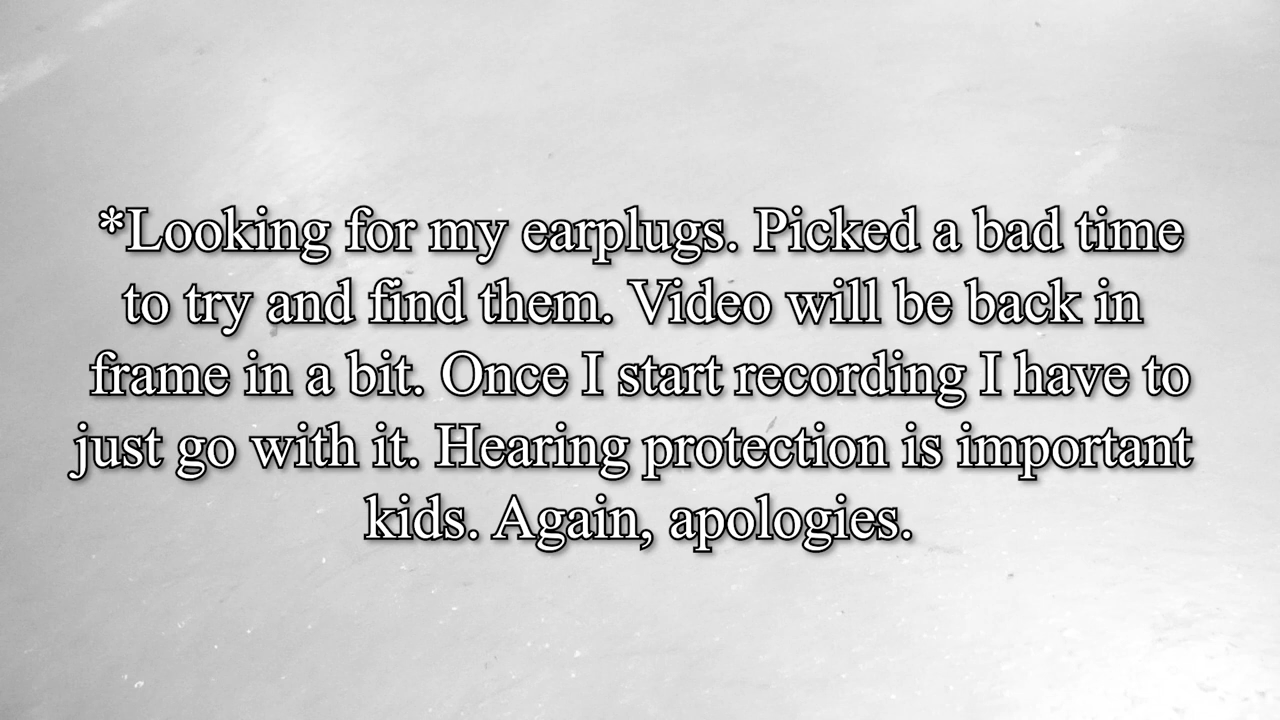 *Looking for my earplugs. Picked a bad time
to try and find them. Video will be back in
frame in a bit. Once I start recording I have to
just go with it. Hearing protection is important
kids. Again, apologies.